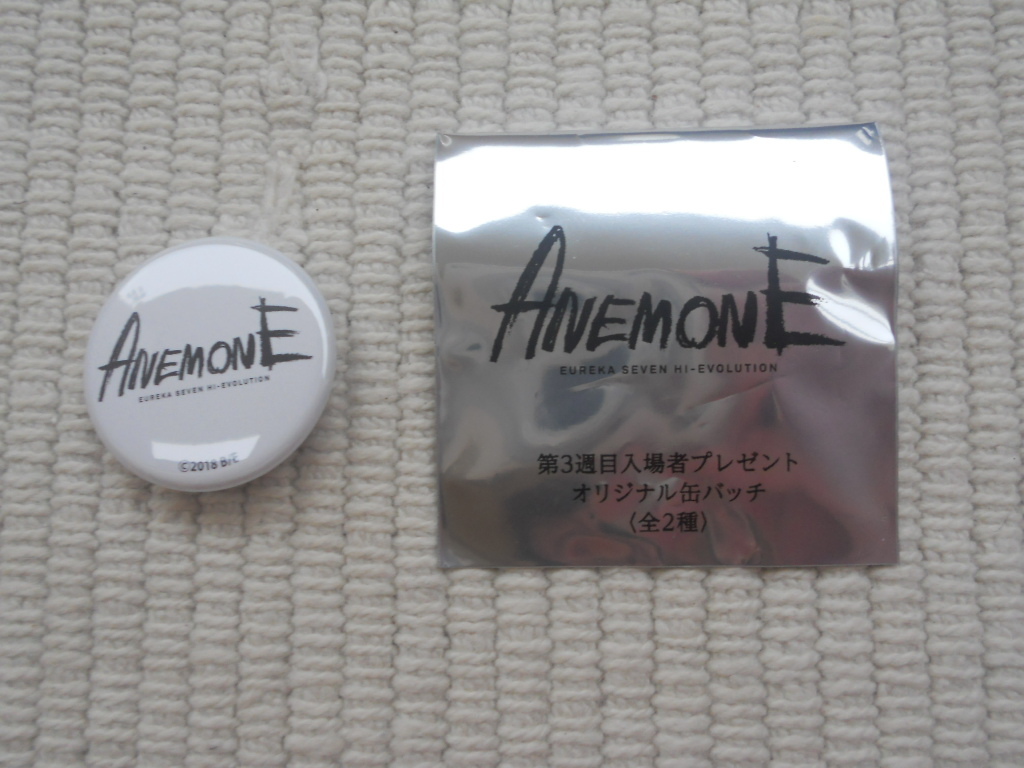 ANEMONE
EUREKA SEVEN HI-EVOLUTION
©2018 B/E
ANEMONE
EUREKA SEVEN HI-EVOLUTION
第3週目入場者プレゼント
オリジナル缶バッチ
〈全2種〉